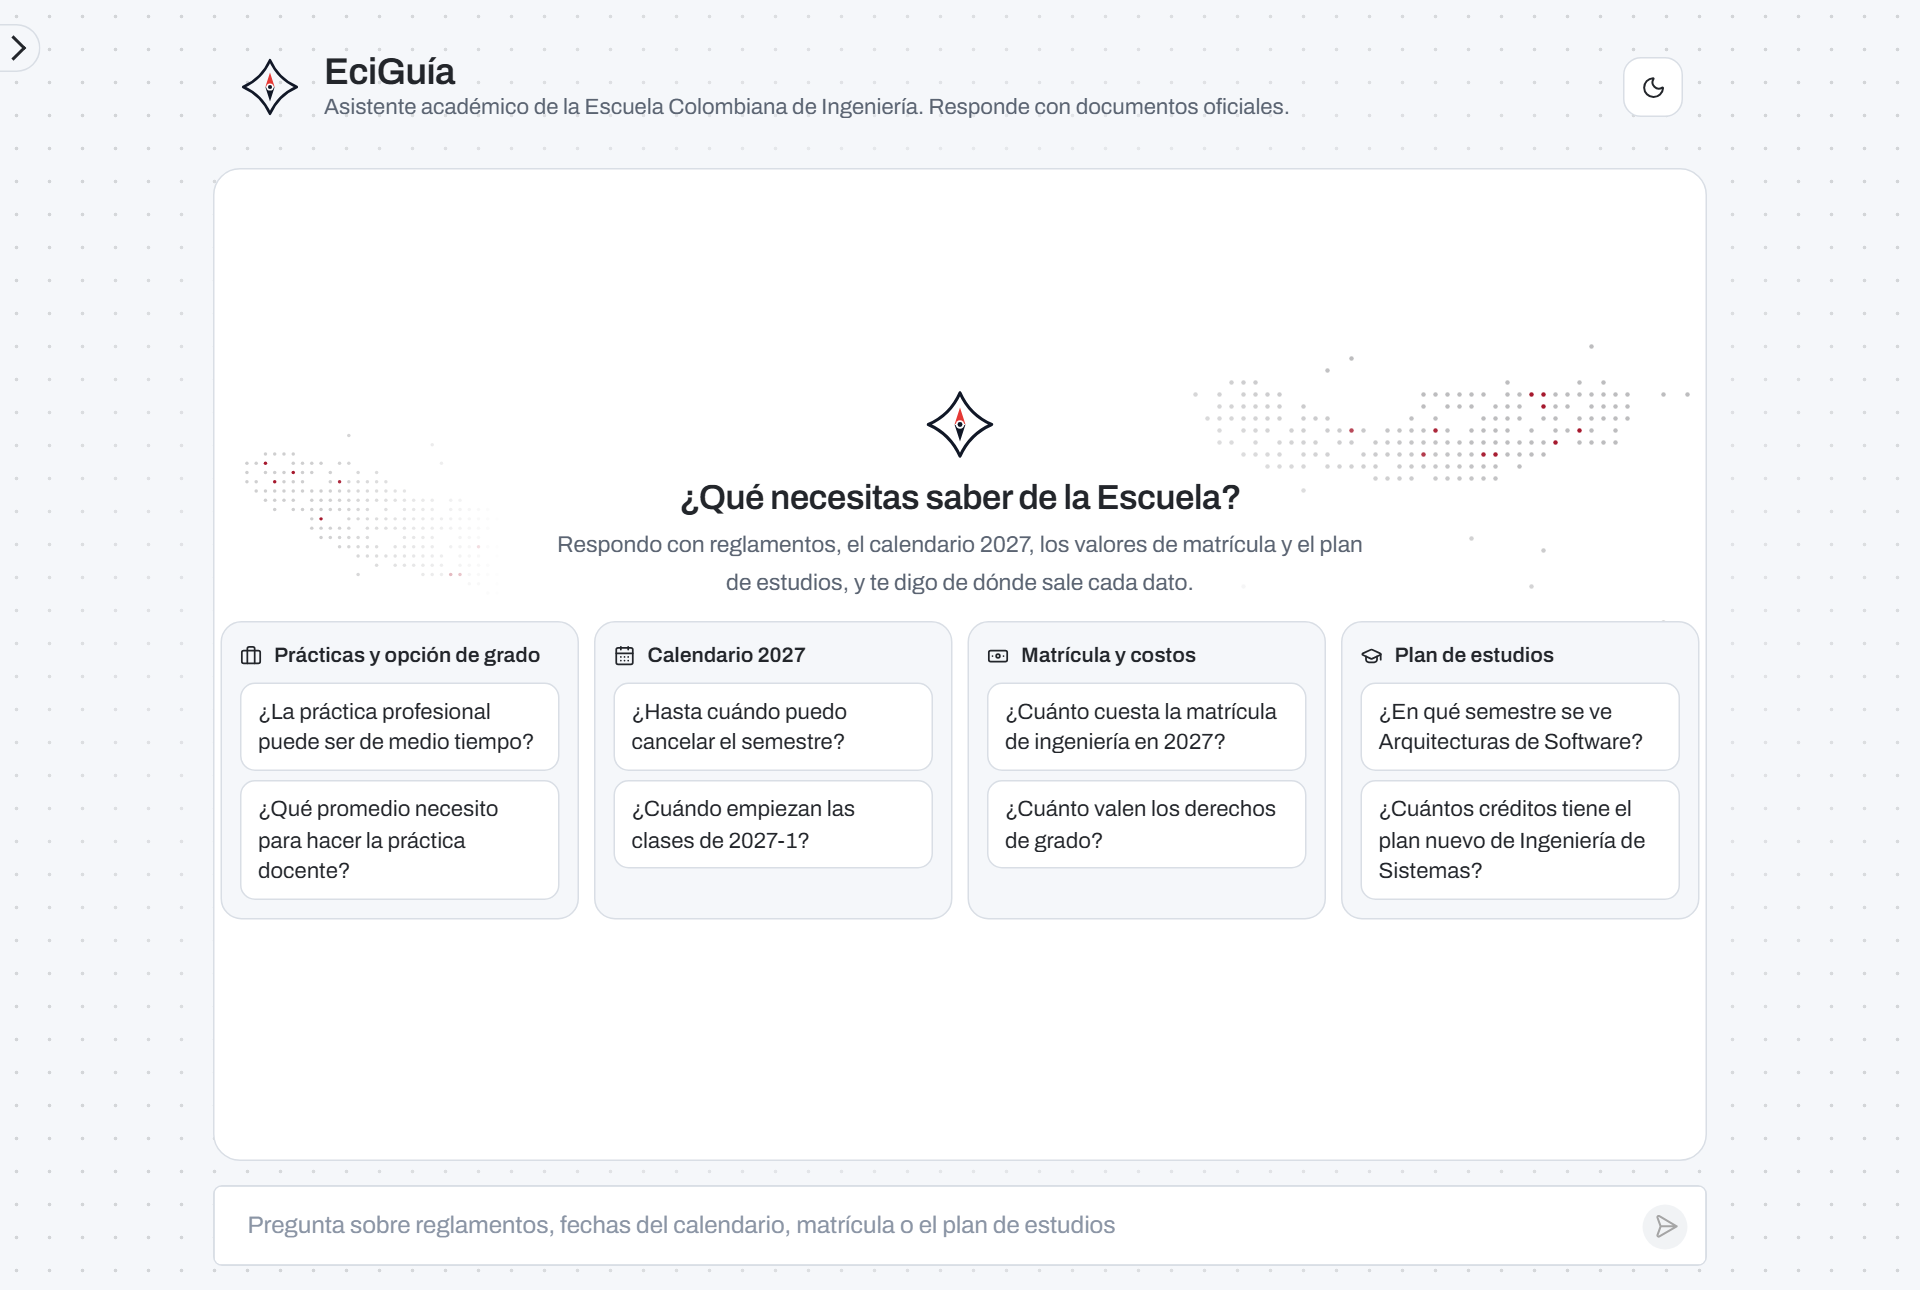 EciGuía
Asistente académico de la Escuela Colombiana de Ingeniería. Responde con documentos oficiales.
¿Qué necesitas saber de la Escuela?
Respondo con reglamentos, el calendario 2027, los valores de matrícula y el plan
de estudios, y te digo de dónde sale cada dato.
Prácticas y opción de grado
¿La práctica profesional
puede ser de medio tiempo?
¿Qué promedio necesito
para hacer la práctica
docente?
Calendario 2027
¿Hasta cuándo puedo
cancelar el semestre?
¿Cuándo empiezan las
clases de 2027-1?
Matrícula y costos
¿Cuánto cuesta la matrícula
de ingeniería en 2027?
¿Cuánto valen los derechos
de grado?
Plan de estudios
¿En qué semestre se ve
Arquitecturas de Software?
¿Cuántos créditos tiene el
plan nuevo de Ingeniería de
Sistemas?
Pregunta sobre reglamentos, fechas del calendario, matrícula o el plan de estudios